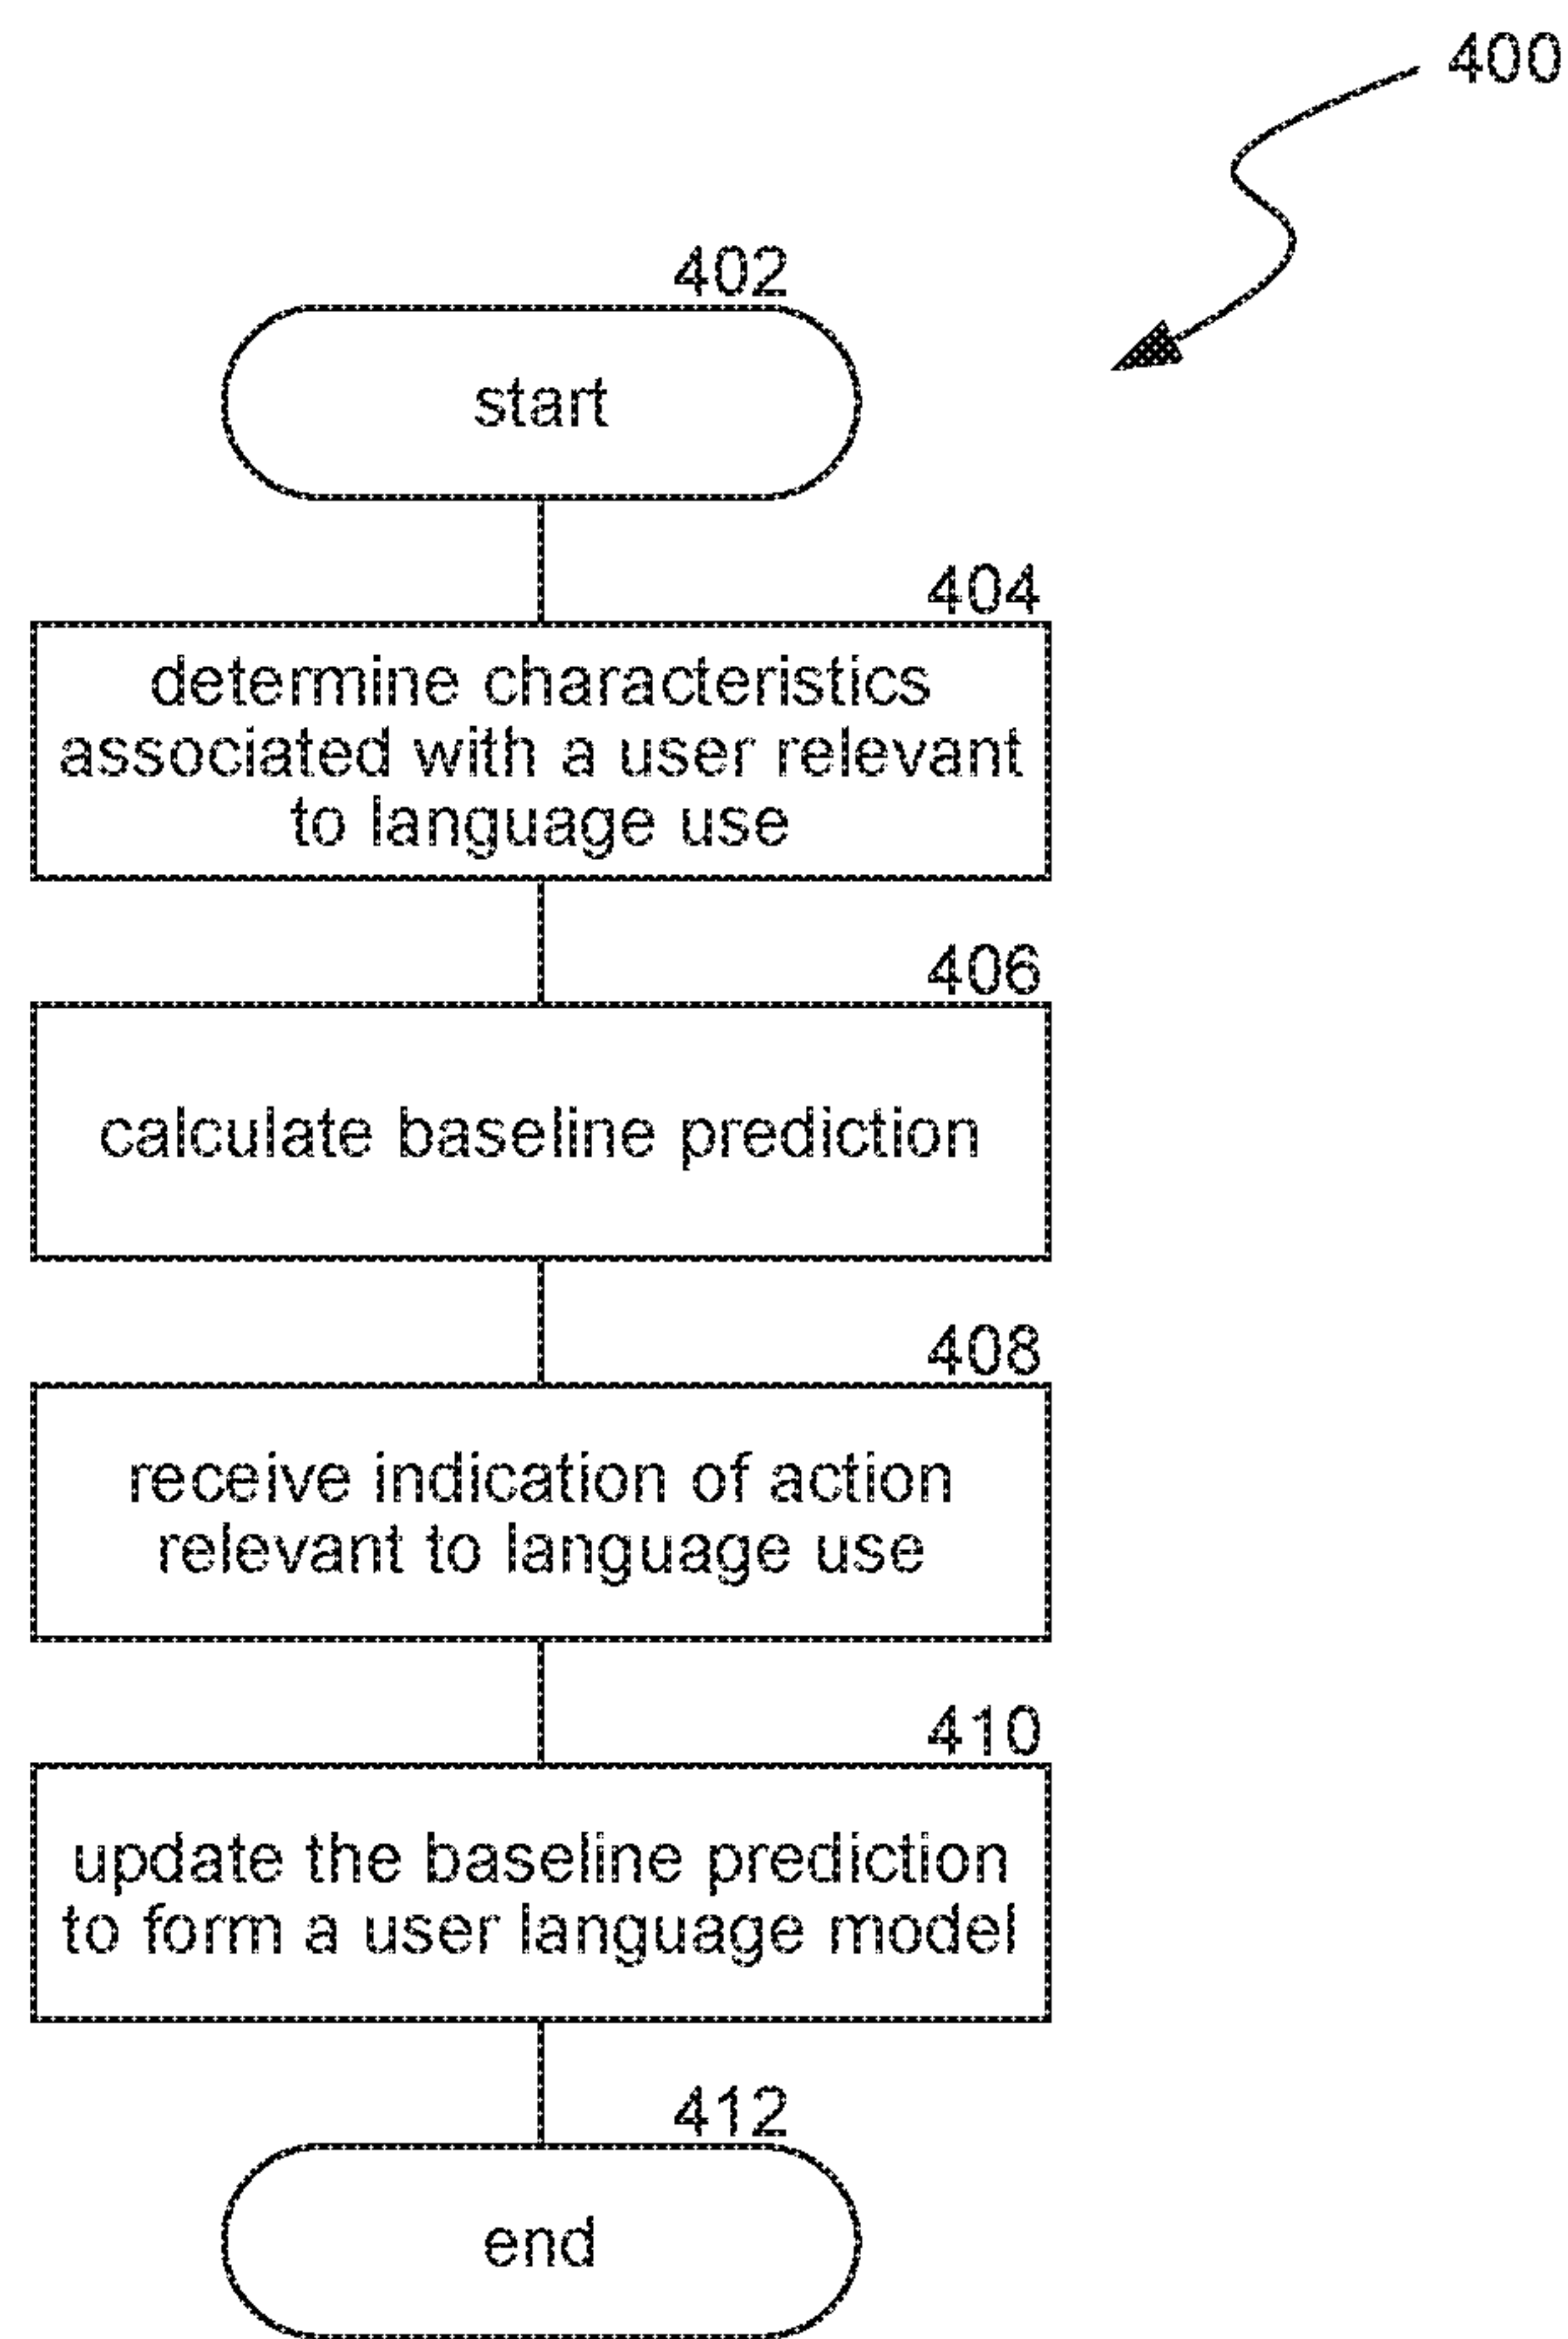 400
402
start
404
determine characteristics
associated with a user relevant
to language use
406
calculate baseline prediction
408
receive indication of action
relevant to language use
410
update the baseline prediction
to form a user language model
412
end